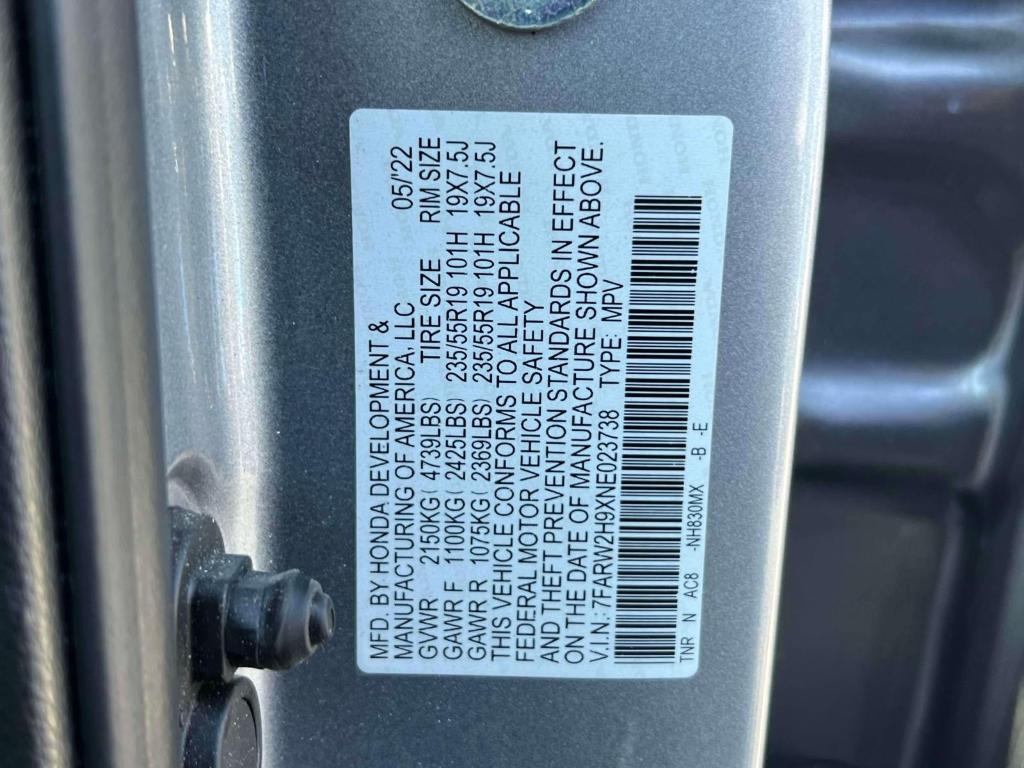 MFD. BY HONDA DEVELOPMENT &
MANUFACTURING OF AMERICA, LLC 05/'22
GVWR 2150KG( 4739LBS) TIRE SIZE RIM SIZE
GAWR F 1100KG( 2425LBS) 235/55R19 101H 19X7.5J
GAWR R 1075KG( 2369LBS) 235/55R19 101H 19X7.5J
THIS VEHICLE CONFORMS TO ALL APPLICABLE
FEDERAL MOTOR VEHICLE SAFETY
AND THEFT PREVENTION STANDARDS IN EFFECT
ON THE DATE OF MANUFACTURE SHOWN ABOVE.
V.I.N.: 7FARW2H9XNE023738 TYPE: MPV
TNR N AC8 -NH830MX -B -E